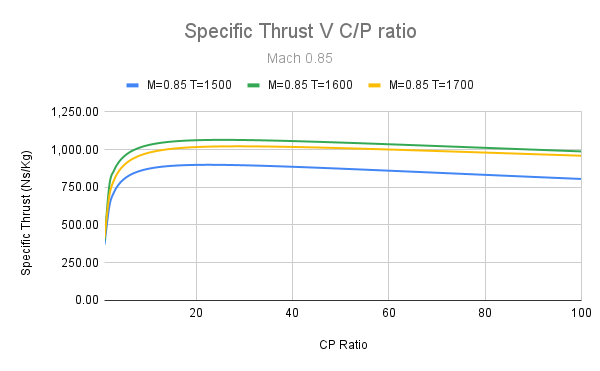 Specific Thrust V C/P ratio
Mach 0.85
M=0.85 T=1500 M=0.85 T=1600 M=0.85 T=1700
Specific Thrust (Ns/Kg)
1,250.00
1,000.00
750.00
500.00
250.00
0.00
20 40 60 80 100
CP Ratio